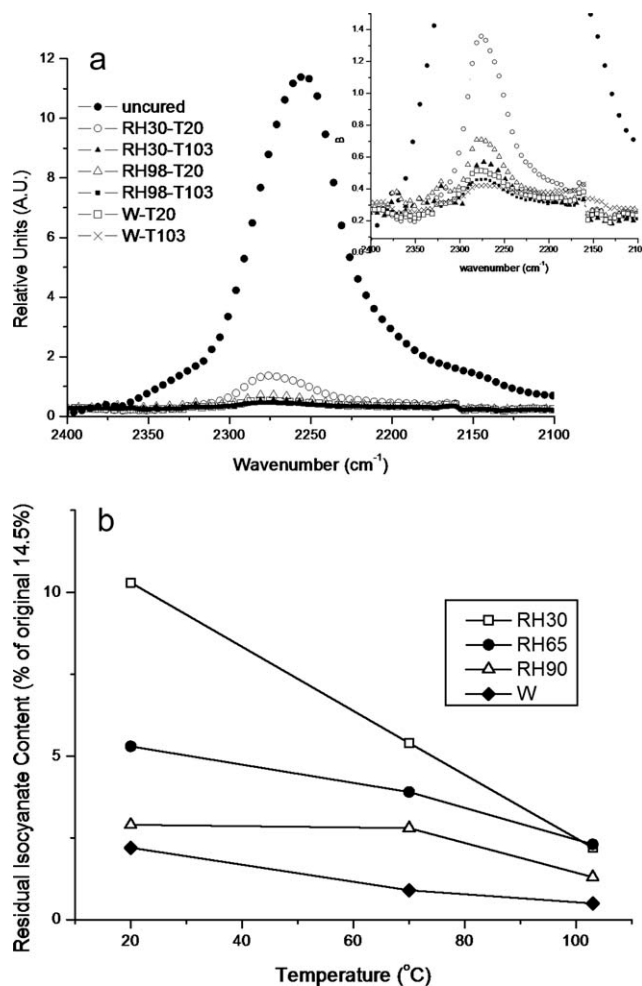 a
uncured
RH30-T20
RH30-T103
RH98-T20
RH98-T103
W-T20
W-T103
Relative Units (A.U.)
12
10
8
6
4
2
0
2400 2350 2300 2250 2200 2150 2100
Wavenumber (cm⁻¹)
B
1.4
1.2
1.0
0.8
0.6
0.4
0.2
2400 2350 2300 2250 2200 2150 210
wavenumber (cm⁻¹)
b
RH30
RH65
RH90
W
Residual Isocyanate Content (% of original 14.5%)
10
5
0
20 40 60 80 100
Temperature (°C)